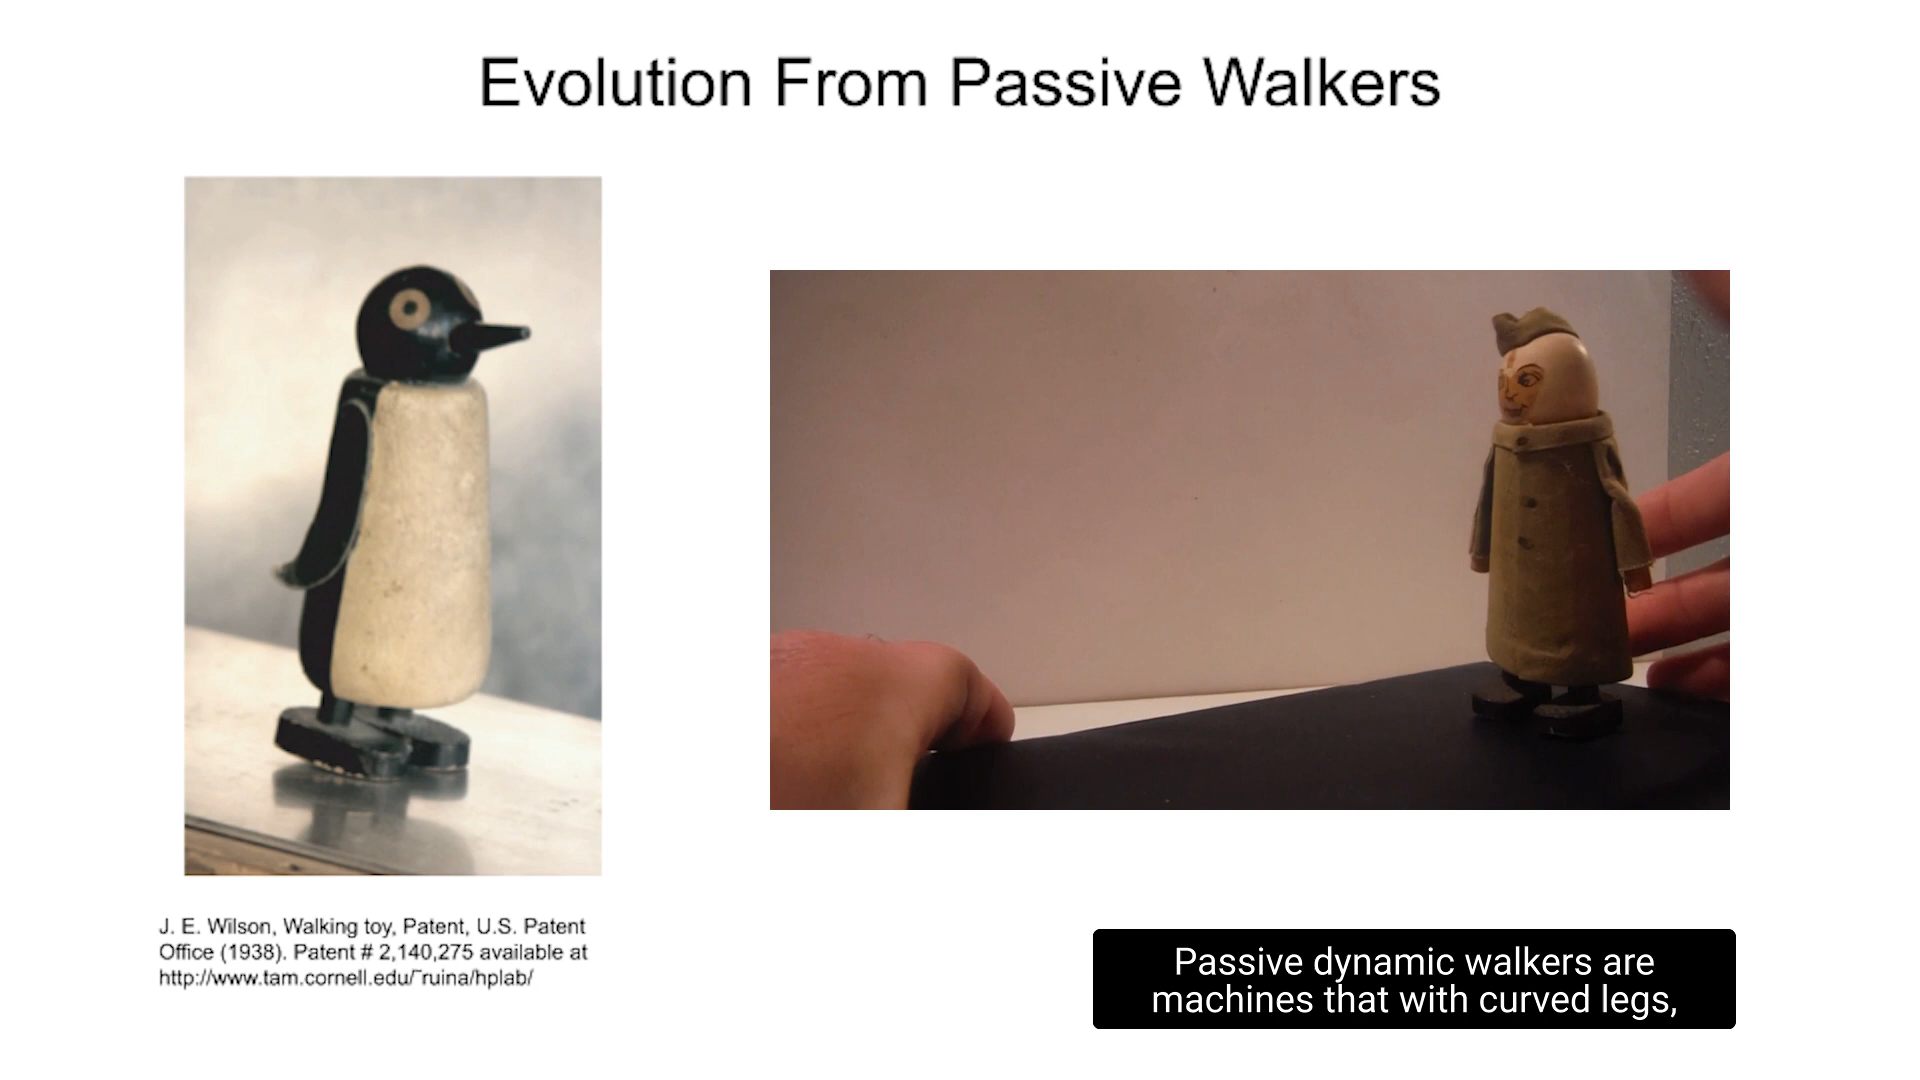 Evolution From Passive Walkers
J. E. Wilson, Walking toy, Patent, U.S. Patent
Office (1938). Patent # 2,140,275 available at
http://www.tam.cornell.edu/~ruina/hplab/
Passive dynamic walkers are
machines that with curved legs,